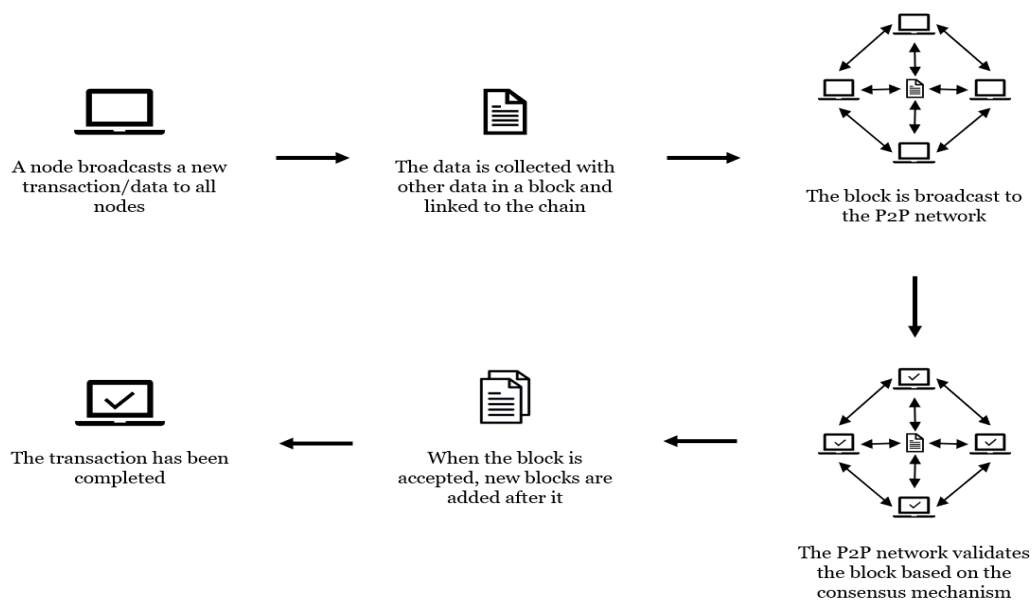 A node broadcasts a new
transaction/data to all
nodes
The data is collected with
other data in a block and
linked to the chain
The block is broadcast to
the P2P network
The P2P network validates
the block based on the
consensus mechanism
When the block is
accepted, new blocks are
added after it
The transaction has been
completed